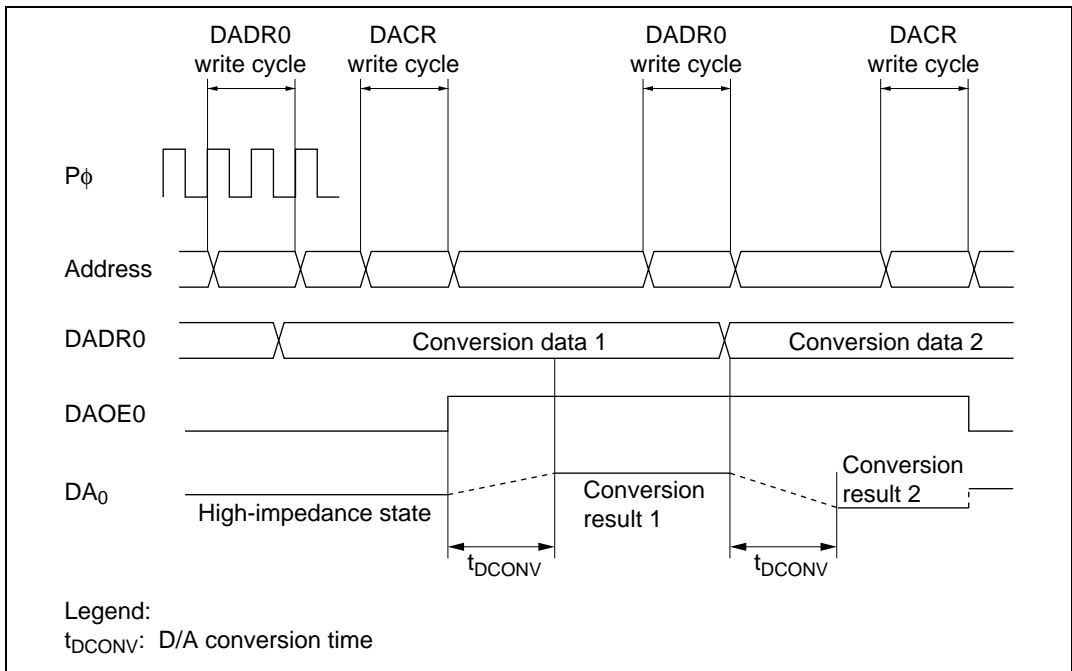 DADR0
write cycle
DACR
write cycle
DADR0
write cycle
DACR
write cycle
Pϕ
Address
DADR0
Conversion data 1
Conversion data 2
DAOE0
DA0
High-impedance state
Conversion
result 1
Conversion
result 2
tDCONV
tDCONV
Legend:
tDCONV: D/A conversion time